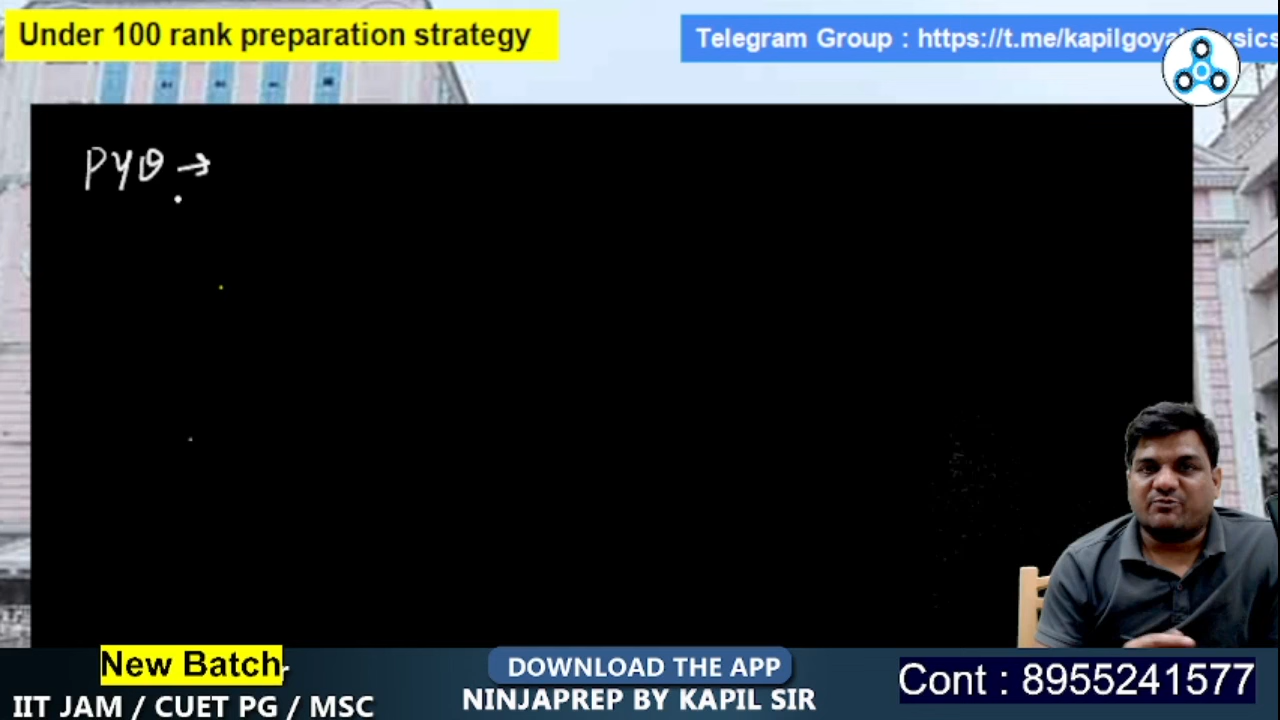 Under 100 rank preparation strategy
Telegram Group : https://t.me/kapilgoya
PYQ →
New Batch
IIT JAM / CUET PG / MSC
DOWNLOAD THE APP
NINJAPREP BY KAPIL SIR
Cont : 8955241577